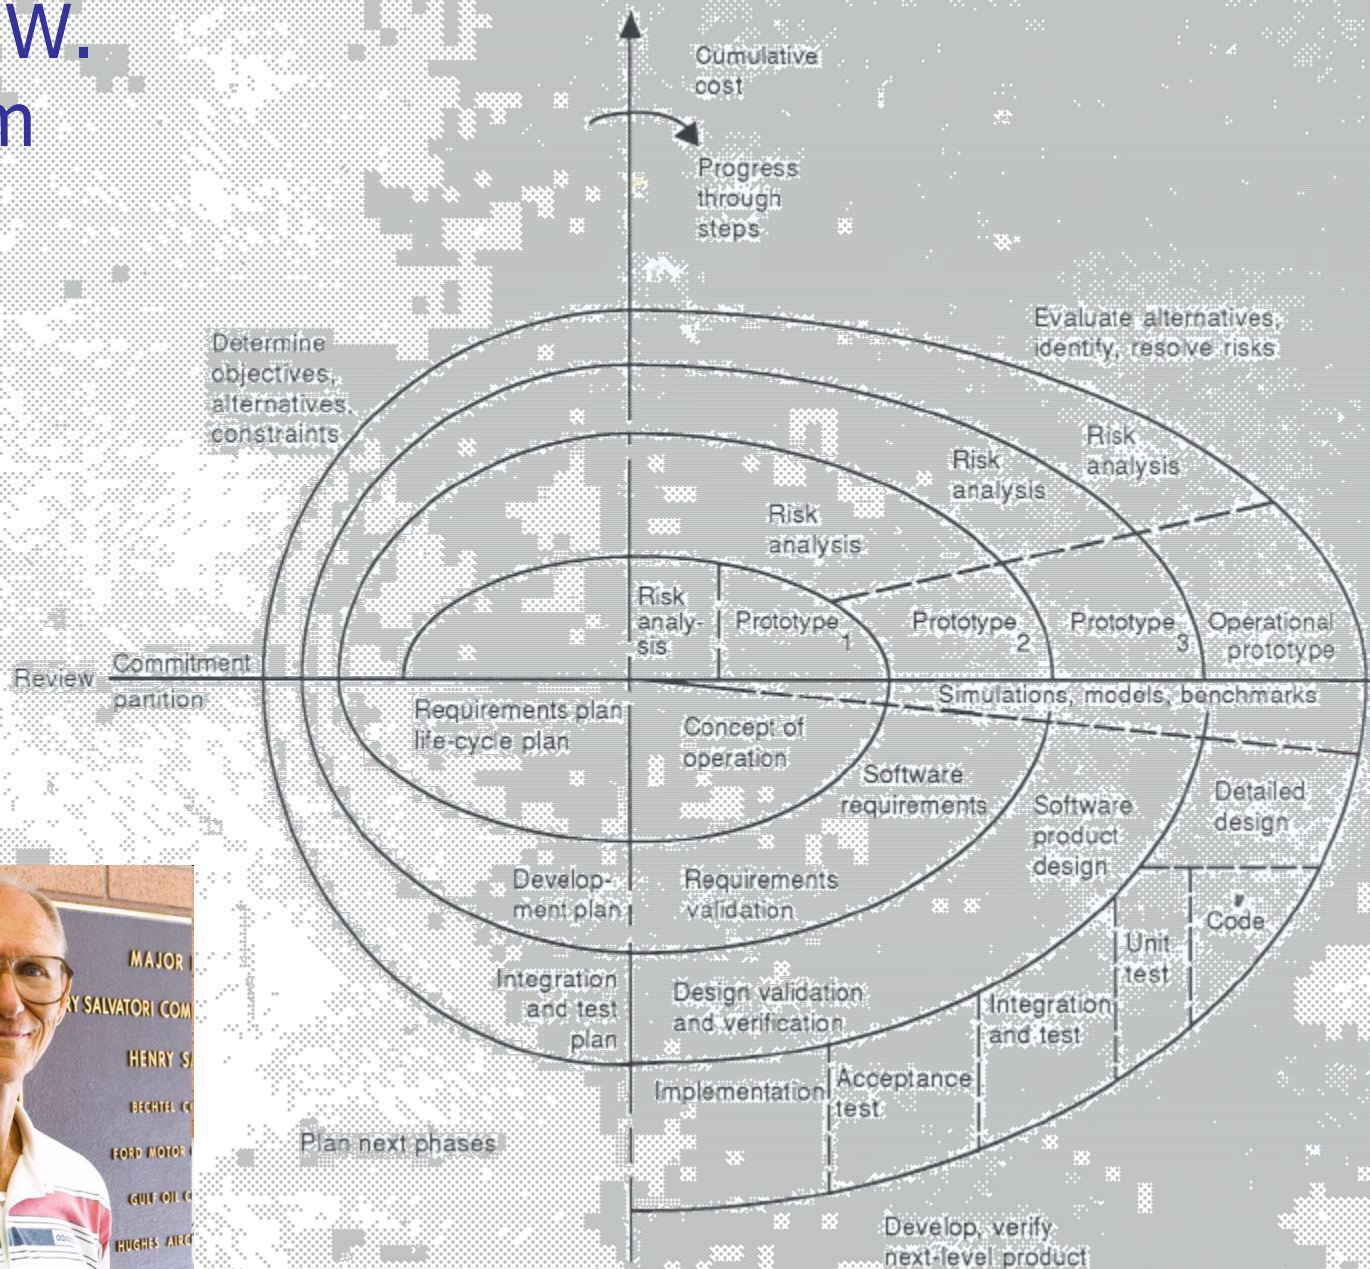 W.
m
Cumulative
cost
Progress
through
steps
Determine
objectives,
alternatives,
constraints
Evaluate alternatives,
identify, resolve risks
Risk
analysis
Risk
analysis
Risk
analysis
Risk
analy-
sis
Prototype 1
Prototype 2
Prototype 3
Operational
prototype
Review
Commitment
partition
Simulations, models, benchmarks
Requirements plan
life-cycle plan
Concept of
operation
Software
requirements
Software
product
design
Detailed
design
Develop-
ment plan
Requirements
validation
Code
Unit
test
Integration
and test
plan
Design validation
and verification
Integration
and test
Implementation
Acceptance
test
Plan next phases
Develop, verify
next-level product
MAJOR
RY SALVATORI COM
HENRY SA
BECHTEL C
FORD MOTOR
GULF OIL C
HUGHES AIRC
adidas